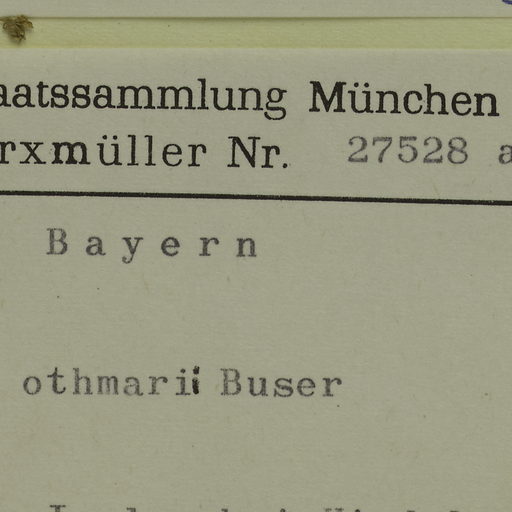 aatssammlung München
rxmüller Nr. 27528 a
Bayern
othmarii Buser